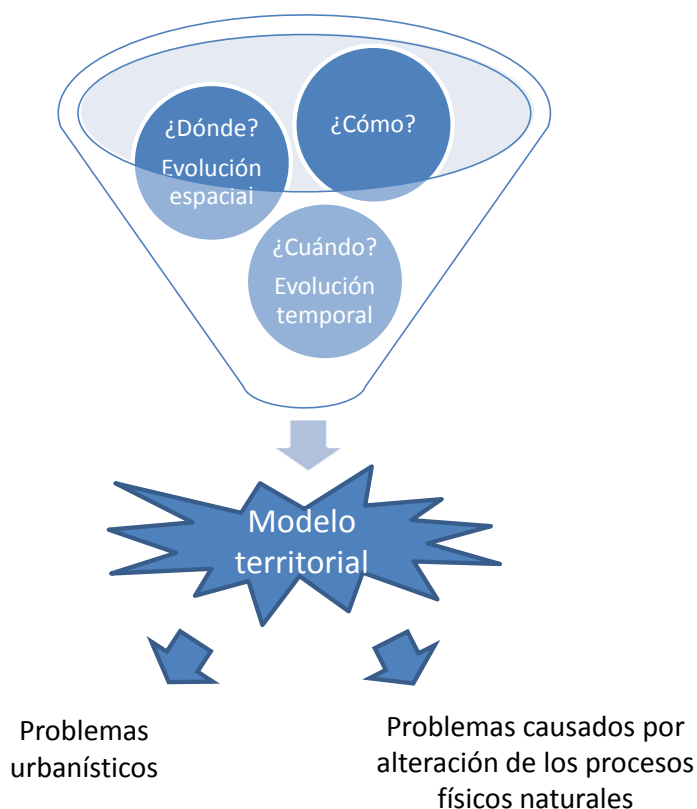 ¿Dónde?
Evolución
espacial
¿Cómo?
¿Cuándo?
Evolución
temporal
Modelo
territorial
Problemas
urbanísticos
Problemas causados por
alteración de los procesos
físicos naturales